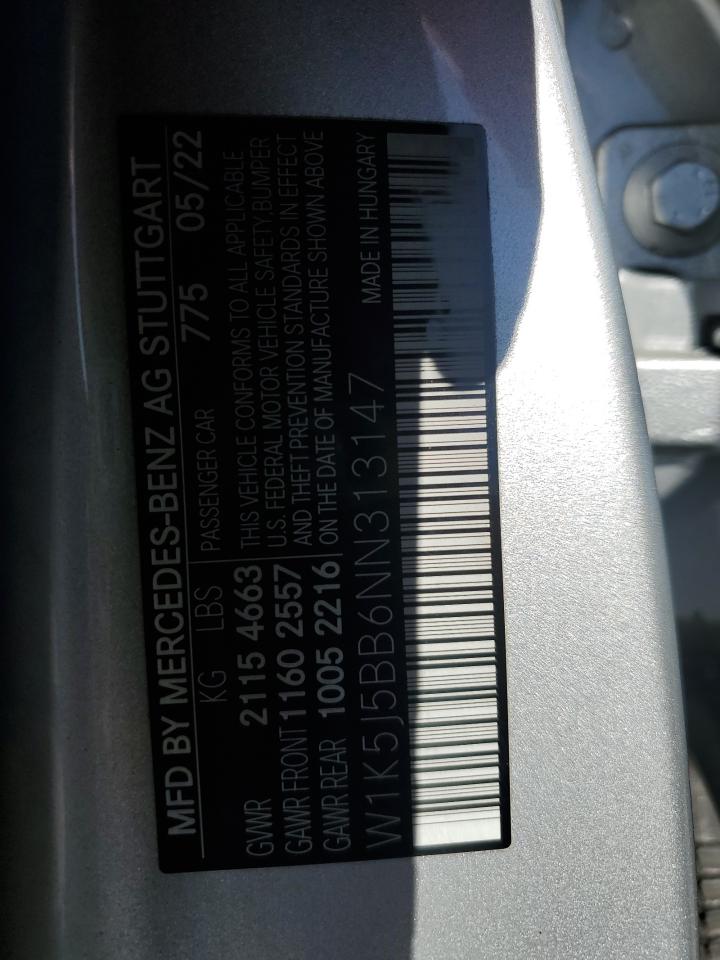 MFD BY MERCEDES-BENZ AG STUTTGART
KG LBS PASSENGER CAR 775 05/22
GVWR 2115 4663
GAWR FRONT 1160 2557
GAWR REAR 1005 2216
THIS VEHICLE CONFORMS TO ALL APPLICABLE
U.S. FEDERAL MOTOR VEHICLE SAFETY, BUMPER
AND THEFT PREVENTION STANDARDS IN EFFECT
ON THE DATE OF MANUFACTURE SHOWN ABOVE
W1K5J5BB6NN313147 MADE IN HUNGARY